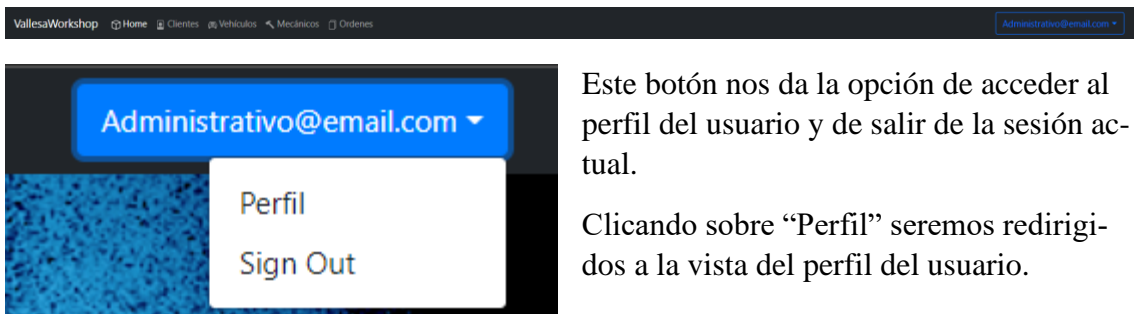 VallesaWorkshop Home Clientes Vehículos Mecánicos Ordenes Administrativo@email.com
Administrativo@email.com
Perfil
Sign Out
Este botón nos da la opción de acceder al
perfil del usuario y de salir de la sesión ac-
tual.
Clicando sobre “Perfil” seremos redirigi-
dos a la vista del perfil del usuario.